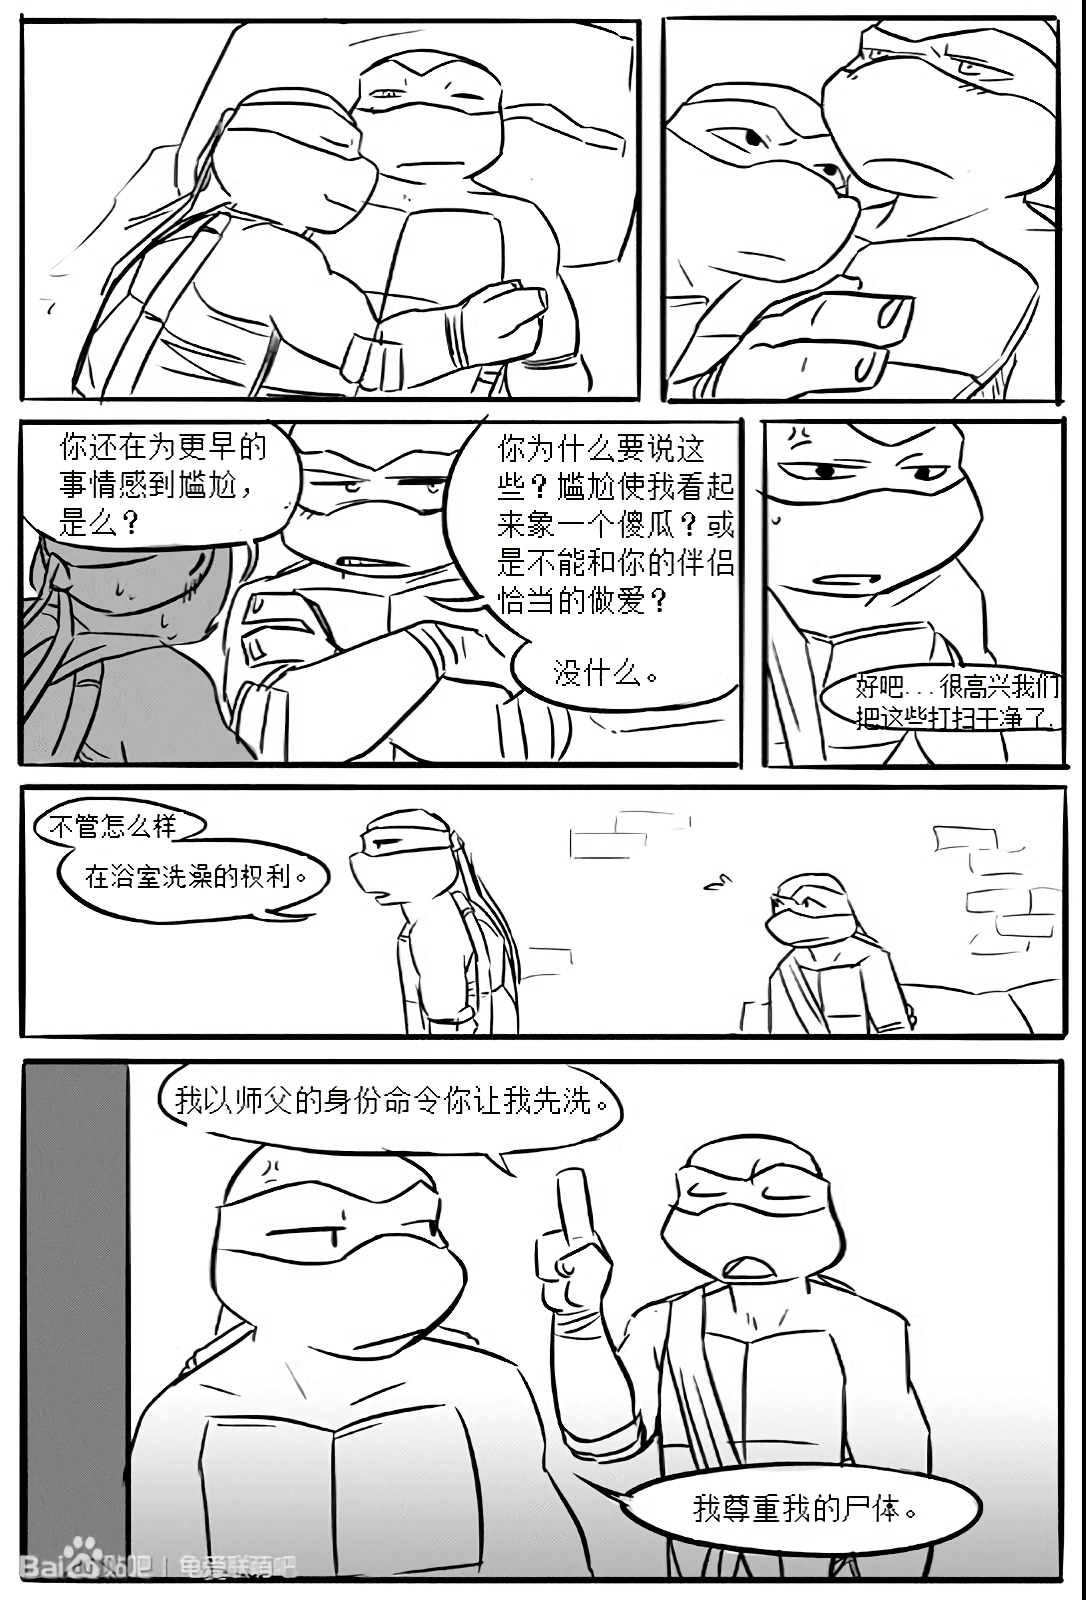 你还在为更早的
事情感到尴尬，
是么？
你为什么要说这
些？尴尬使我看起
来象一个傻瓜？或
是不能和你的伴侣
恰当的做爱？
没什么。
好吧...很高兴我们
把这些打扫干净了.
不管怎么样
在浴室洗澡的权利。
我以师父的身份命令你让我先洗。
我尊重我的尸体。
Bai 贴吧 | 龟爱联萌吧